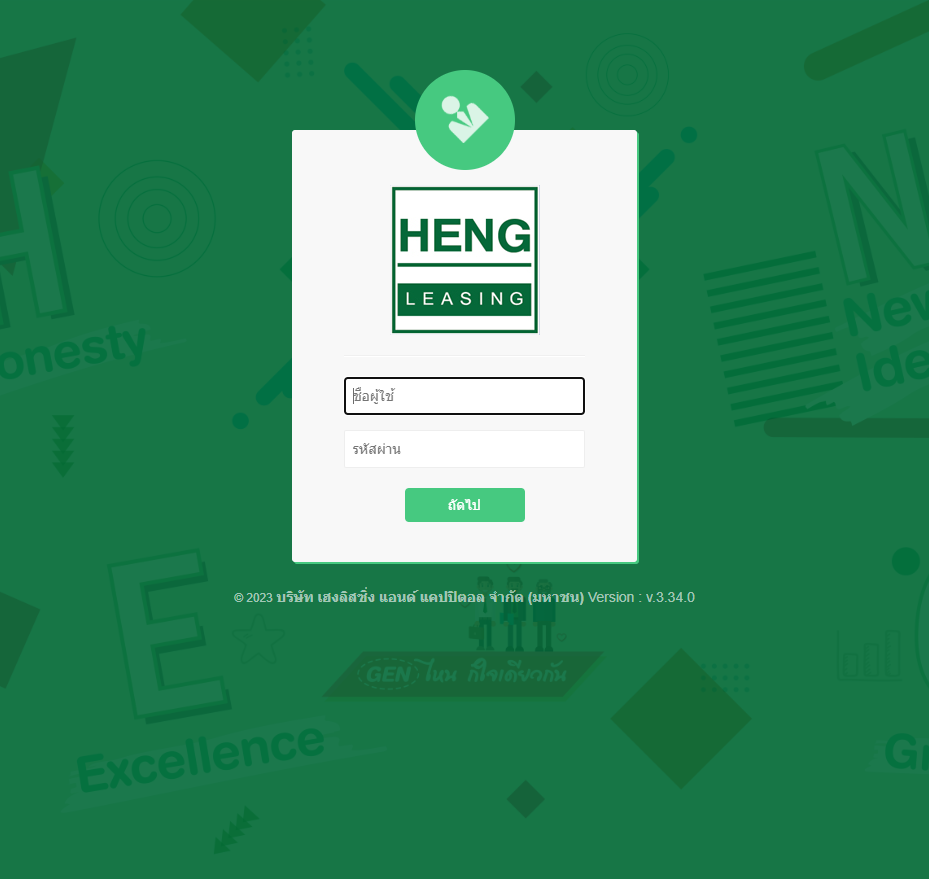 H
N
onesty
New
Ide
HENG
LEASING
ชื่อผู้ใช้
รหัสผ่าน
ถัดไป
© 2023 บริษัท เฮงลิสซิ่ง แอนด์ แคปปิตอล จำกัด (มหาชน) Version : v.3.34.0
E
GEN ไหน ก็ใจเดียวกัน
Excellence
Gr